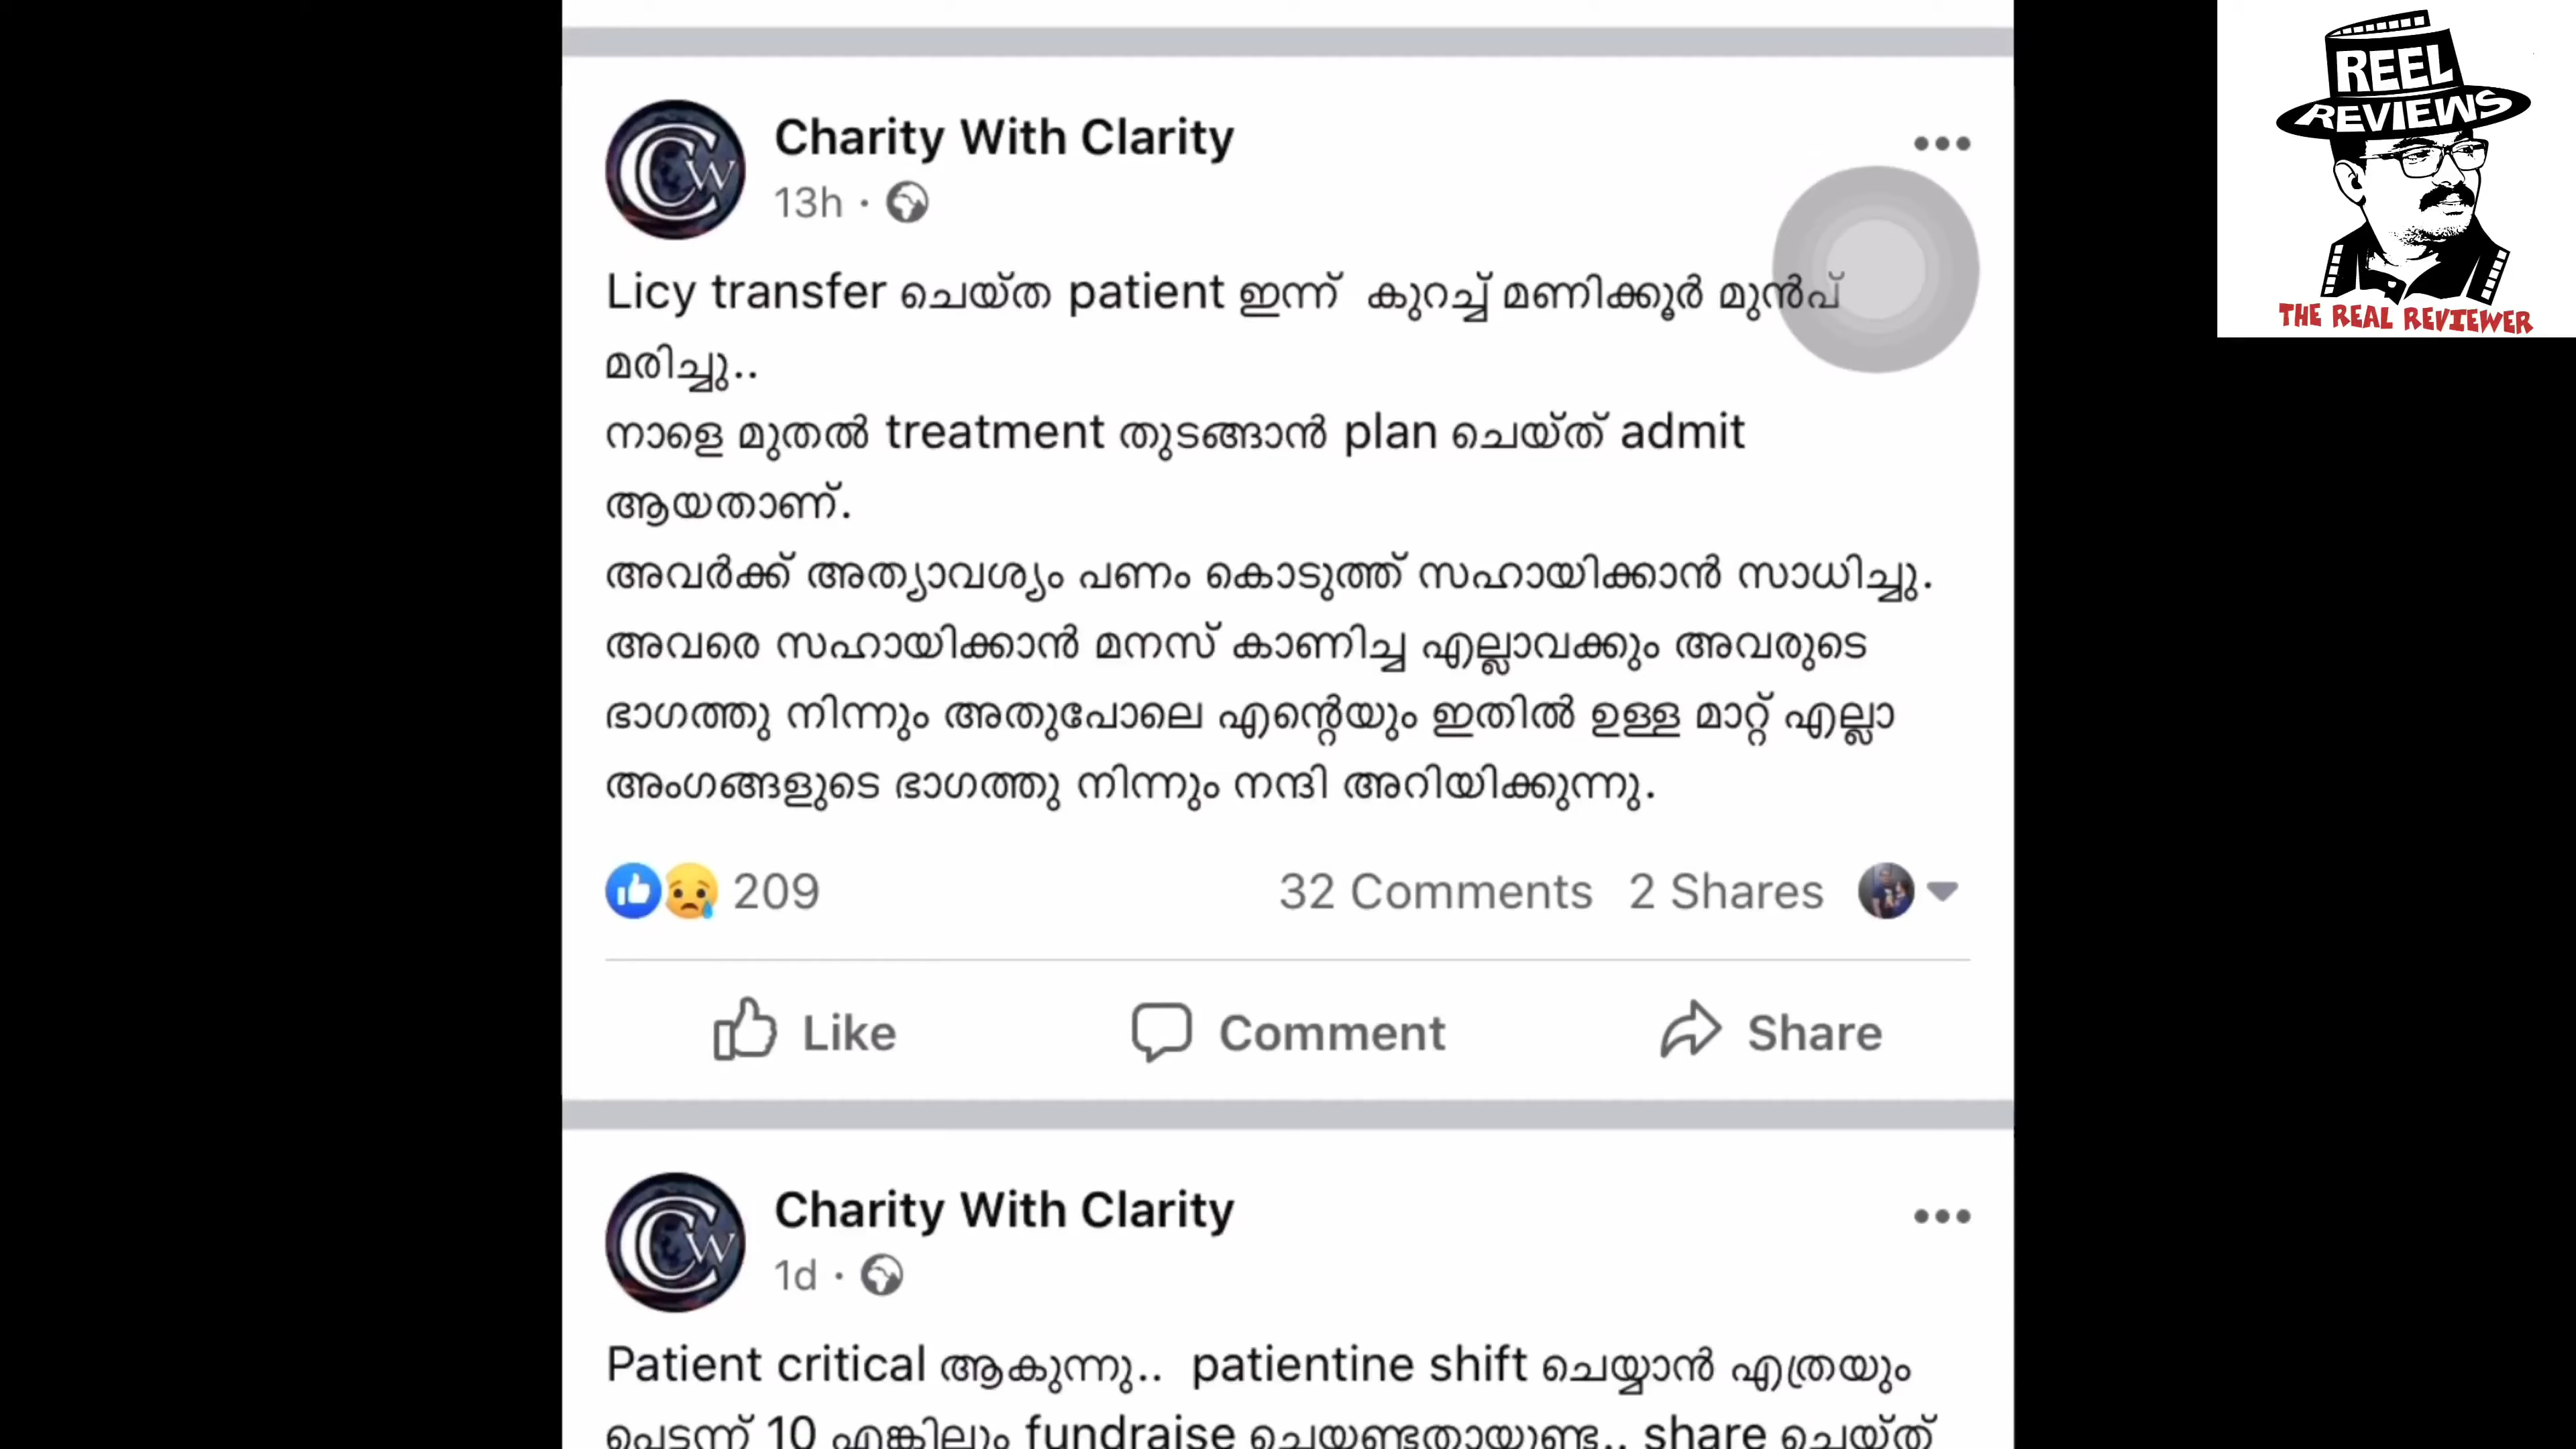 REEL
REVIEWS
THE REAL REVIEWER
Charity With Clarity
13h ·
Licy transfer ചെയ്ത patient ഇന്ന് കുറച്ച് മണിക്കൂർ മുൻപ്
മരിച്ചു..
നാളെ മുതൽ treatment തുടങ്ങാൻ plan ചെയ്ത് admit
ആയതാണ്.
അവർക്ക് അത്യാവശ്യം പണം കൊടുത്ത് സഹായിക്കാൻ സാധിച്ചു.
അവരെ സഹായിക്കാൻ മനസ് കാണിച്ച എല്ലാവക്കും അവരുടെ
ഭാഗത്തു നിന്നും അതുപോലെ എന്റെയും ഇതിൽ ഉള്ള മാറ്റ് എല്ലാ
അംഗങ്ങളുടെ ഭാഗത്തു നിന്നും നന്ദി അറിയിക്കുന്നു.
209 32 Comments 2 Shares
Like Comment Share
Charity With Clarity
1d ·
Patient critical ആകുന്നു.. patientine shift ചെയ്യാൻ എത്രയും
പെടന്ന് 10 എങ്കിലും fundraise ചെയണ്ടതായുണ്ട.. share ചെയ്ത്
CW
CW